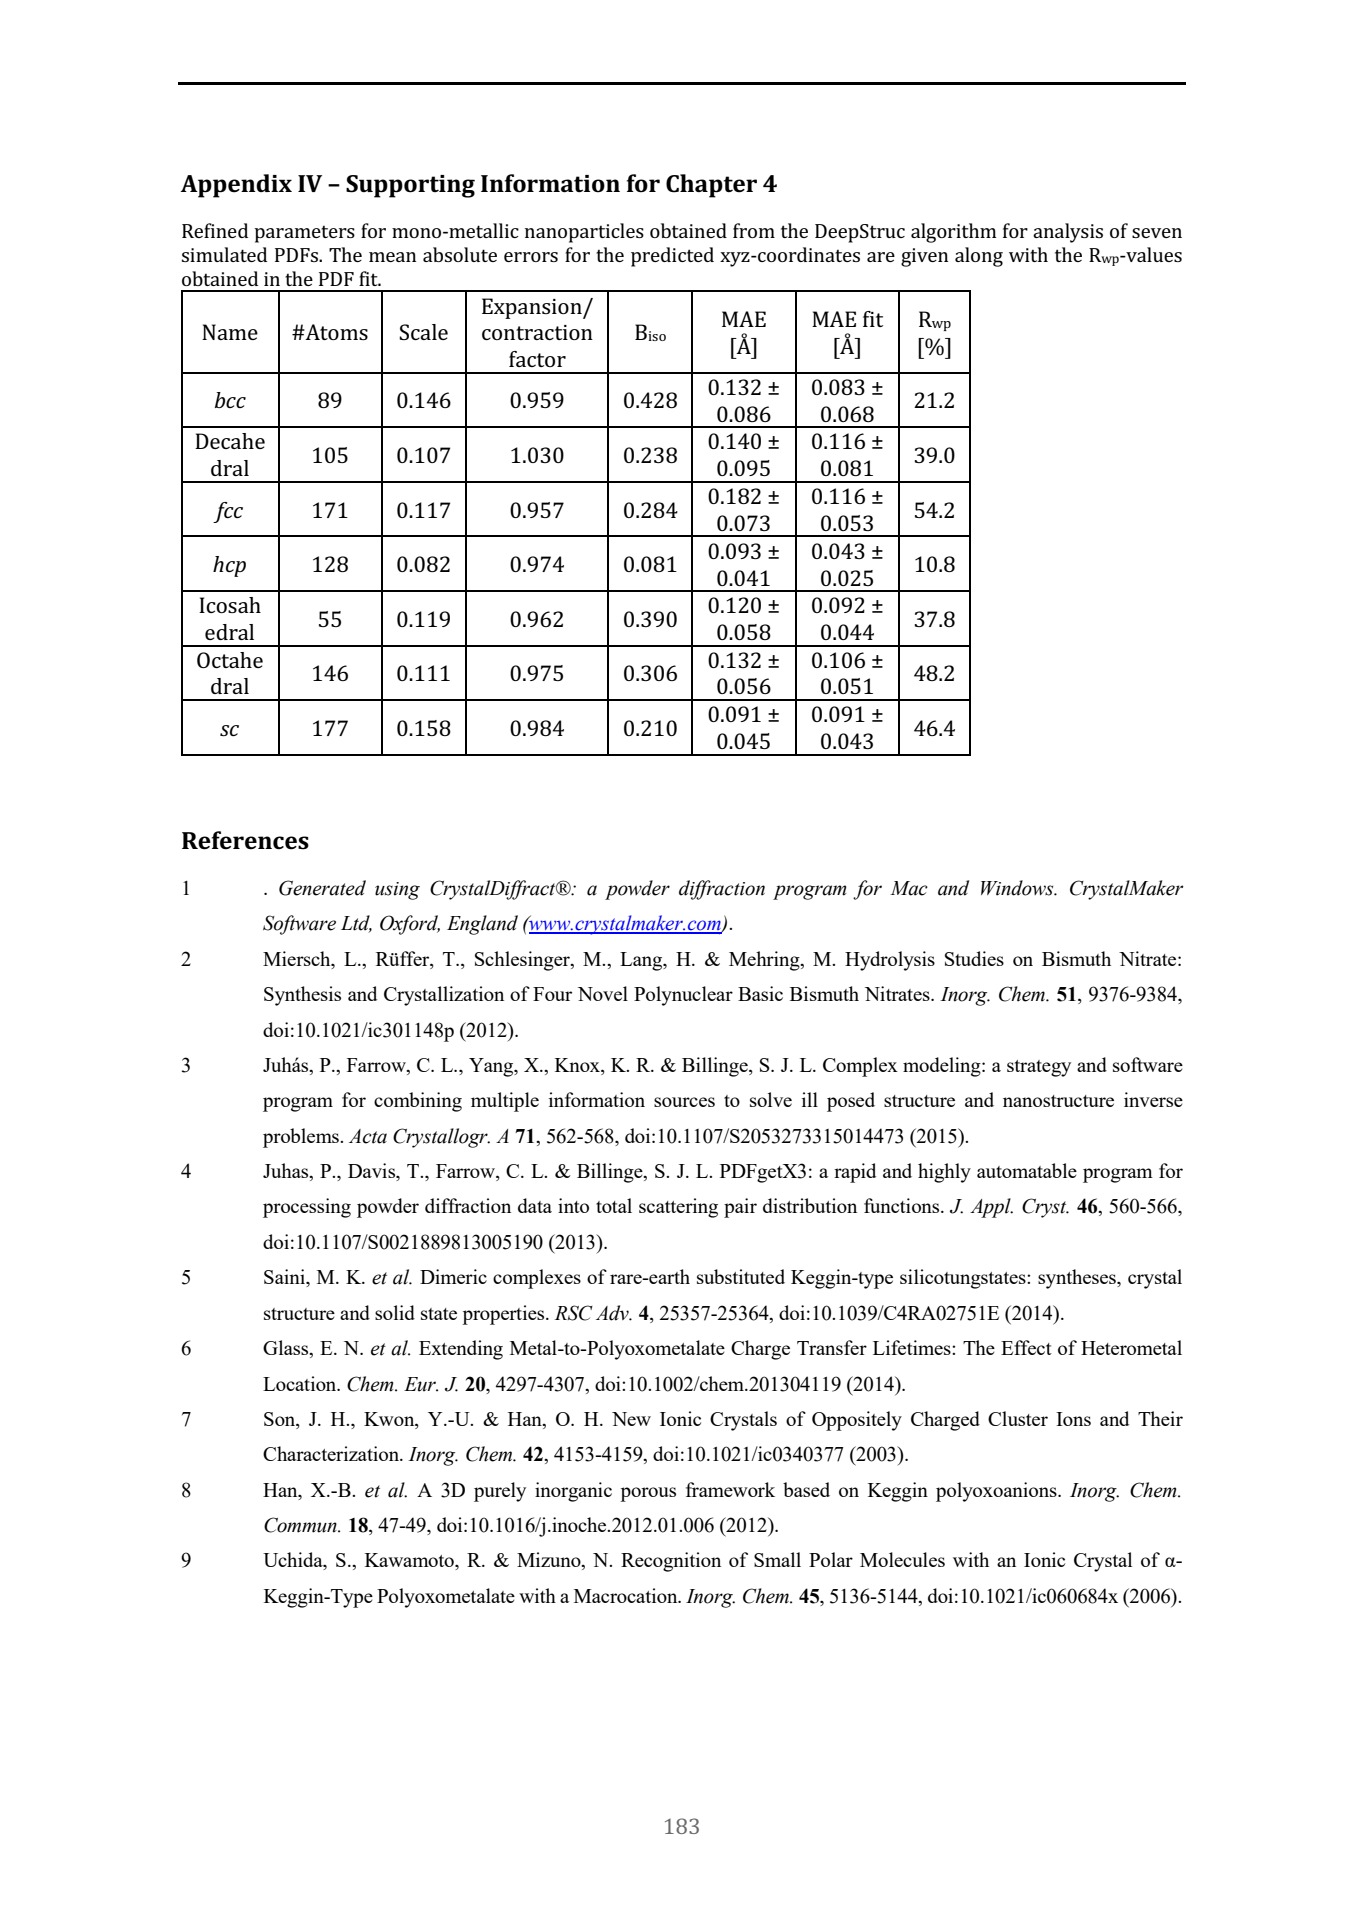 Appendix IV – Supporting Information for Chapter 4
Refined parameters for mono-metallic nanoparticles obtained from the DeepStruc algorithm for analysis of seven
simulated PDFs. The mean absolute errors for the predicted xyz-coordinates are given along with the Rwp-values
obtained in the PDF fit.
Name #Atoms Scale Expansion/ contraction factor Biso MAE [Å] MAE fit [Å] Rwp [%]
bcc 89 0.146 0.959 0.428 0.132 ± 0.086 0.083 ± 0.068 21.2
Decahe dral 105 0.107 1.030 0.238 0.140 ± 0.095 0.116 ± 0.081 39.0
fcc 171 0.117 0.957 0.284 0.182 ± 0.073 0.116 ± 0.053 54.2
hcp 128 0.082 0.974 0.081 0.093 ± 0.041 0.043 ± 0.025 10.8
Icosah edral 55 0.119 0.962 0.390 0.120 ± 0.058 0.092 ± 0.044 37.8
Octahe dral 146 0.111 0.975 0.306 0.132 ± 0.056 0.106 ± 0.051 48.2
sc 177 0.158 0.984 0.210 0.091 ± 0.045 0.091 ± 0.043 46.4
References
1 . Generated using CrystalDiffract®: a powder diffraction program for Mac and Windows. CrystalMaker
Software Ltd, Oxford, England (www.crystalmaker.com).
2 Miersch, L., Rüffer, T., Schlesinger, M., Lang, H. & Mehring, M. Hydrolysis Studies on Bismuth Nitrate:
Synthesis and Crystallization of Four Novel Polynuclear Basic Bismuth Nitrates. Inorg. Chem. 51, 9376-9384,
doi:10.1021/ic301148p (2012).
3 Juhás, P., Farrow, C. L., Yang, X., Knox, K. R. & Billinge, S. J. L. Complex modeling: a strategy and software
program for combining multiple information sources to solve ill posed structure and nanostructure inverse
problems. Acta Crystallogr. A 71, 562-568, doi:10.1107/S2053273315014473 (2015).
4 Juhas, P., Davis, T., Farrow, C. L. & Billinge, S. J. L. PDFgetX3: a rapid and highly automatable program for
processing powder diffraction data into total scattering pair distribution functions. J. Appl. Cryst. 46, 560-566,
doi:10.1107/S0021889813005190 (2013).
5 Saini, M. K. et al. Dimeric complexes of rare-earth substituted Keggin-type silicotungstates: syntheses, crystal
structure and solid state properties. RSC Adv. 4, 25357-25364, doi:10.1039/C4RA02751E (2014).
6 Glass, E. N. et al. Extending Metal-to-Polyoxometalate Charge Transfer Lifetimes: The Effect of Heterometal
Location. Chem. Eur. J. 20, 4297-4307, doi:10.1002/chem.201304119 (2014).
7 Son, J. H., Kwon, Y.-U. & Han, O. H. New Ionic Crystals of Oppositely Charged Cluster Ions and Their
Characterization. Inorg. Chem. 42, 4153-4159, doi:10.1021/ic0340377 (2003).
8 Han, X.-B. et al. A 3D purely inorganic porous framework based on Keggin polyoxoanions. Inorg. Chem.
Commun. 18, 47-49, doi:10.1016/j.inoche.2012.01.006 (2012).
9 Uchida, S., Kawamoto, R. & Mizuno, N. Recognition of Small Polar Molecules with an Ionic Crystal of α-
Keggin-Type Polyoxometalate with a Macrocation. Inorg. Chem. 45, 5136-5144, doi:10.1021/ic060684x (2006).
183